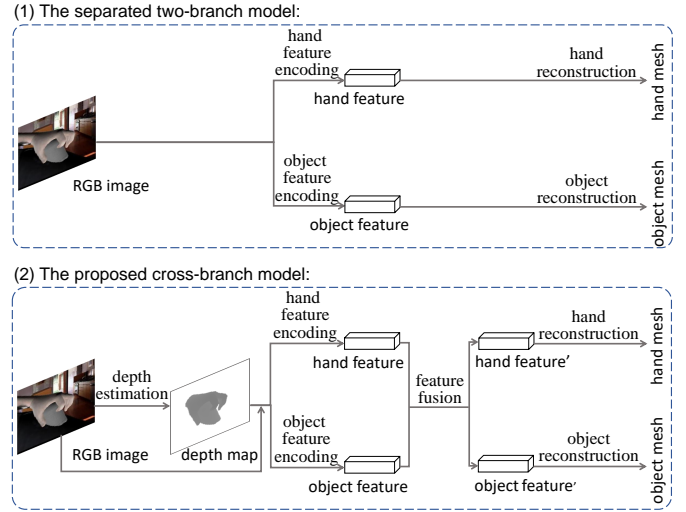 (1) The separated two-branch model:
hand
feature
encoding
hand feature
hand
reconstruction
hand mesh
RGB image
object
feature
encoding
object feature
object
reconstruction
object mesh
(2) The proposed cross-branch model:
hand
feature
encoding
hand feature
hand feature′
hand
reconstruction
hand mesh
depth
estimation
feature
fusion
RGB image
depth map
object
feature
encoding
object feature
object feature′
object
reconstruction
object mesh